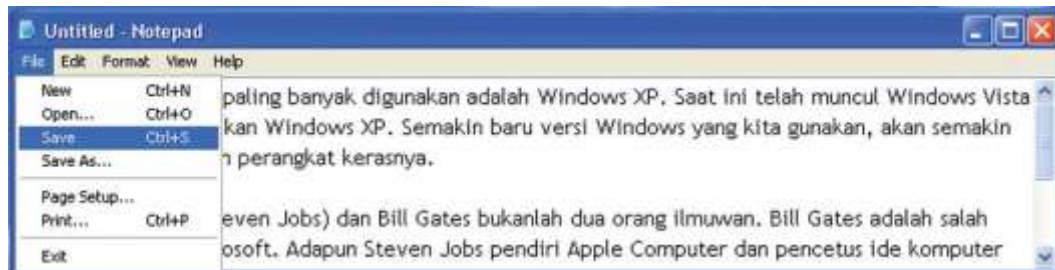 Untitled - Notepad
File Edit Format View Help
New Ctrl+N
Open... Ctrl+O
Save Ctrl+S
Save As...
Page Setup...
Print... Ctrl+P
Exit
paling banyak digunakan adalah Windows XP. Saat ini telah muncul Windows Vista
kan Windows XP. Semakin baru versi Windows yang kita gunakan, akan semakin
perangkat kerasnya.
even Jobs) dan Bill Gates bukanlah dua orang ilmuwan. Bill Gates adalah salah
osoft. Adapun Steven Jobs pendiri Apple Computer dan pencetus ide komputer